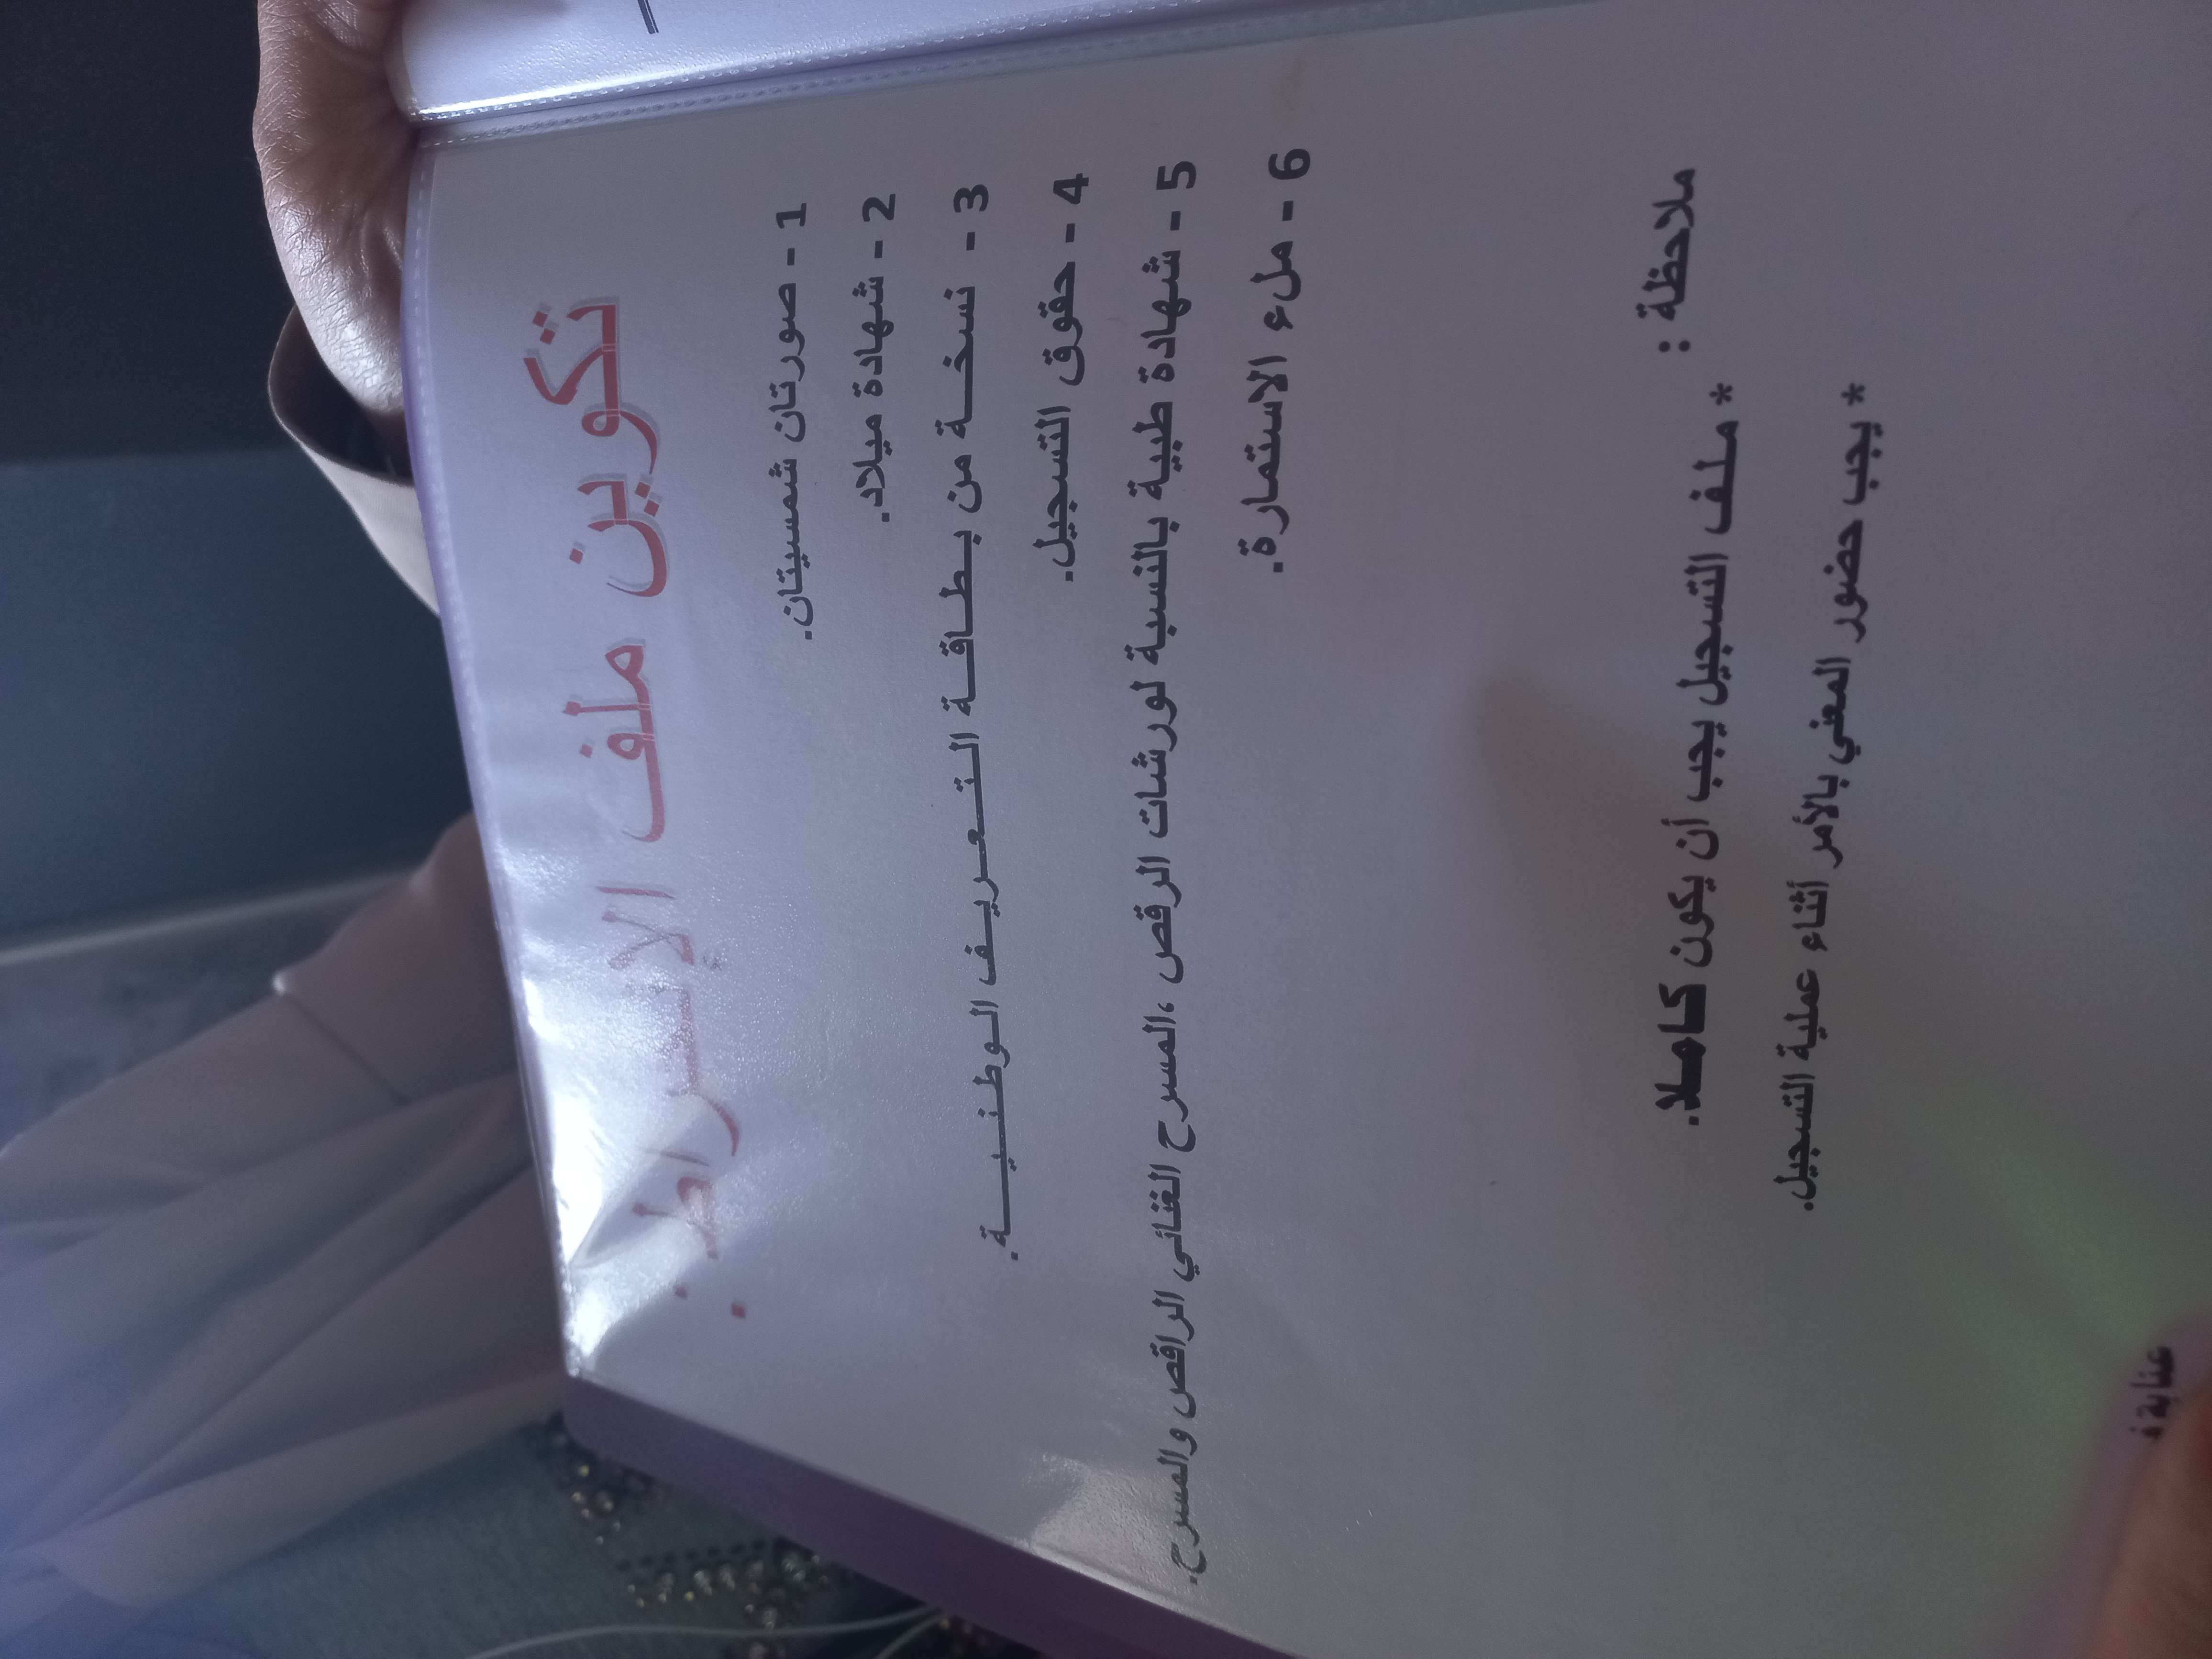 تكوين ملف الإنخراط :
1 - صورتان شمسيتان.
2 - شهادة ميلاد.
3 - نسخة من بطاقة التعريف الوطنية.
4 - حقوق التسجيل.
5 - شهادة طبية بالنسبة لورشات الرقص ،المسرح الغنائي الراقص والمسرح.
6 - ملء الاستمارة.
ملاحظة :
* ملف التسجيل يجب أن يكون كاملا.
* يجب حضور المعني بالأمر أثناء عملية التسجيل.
عنابة